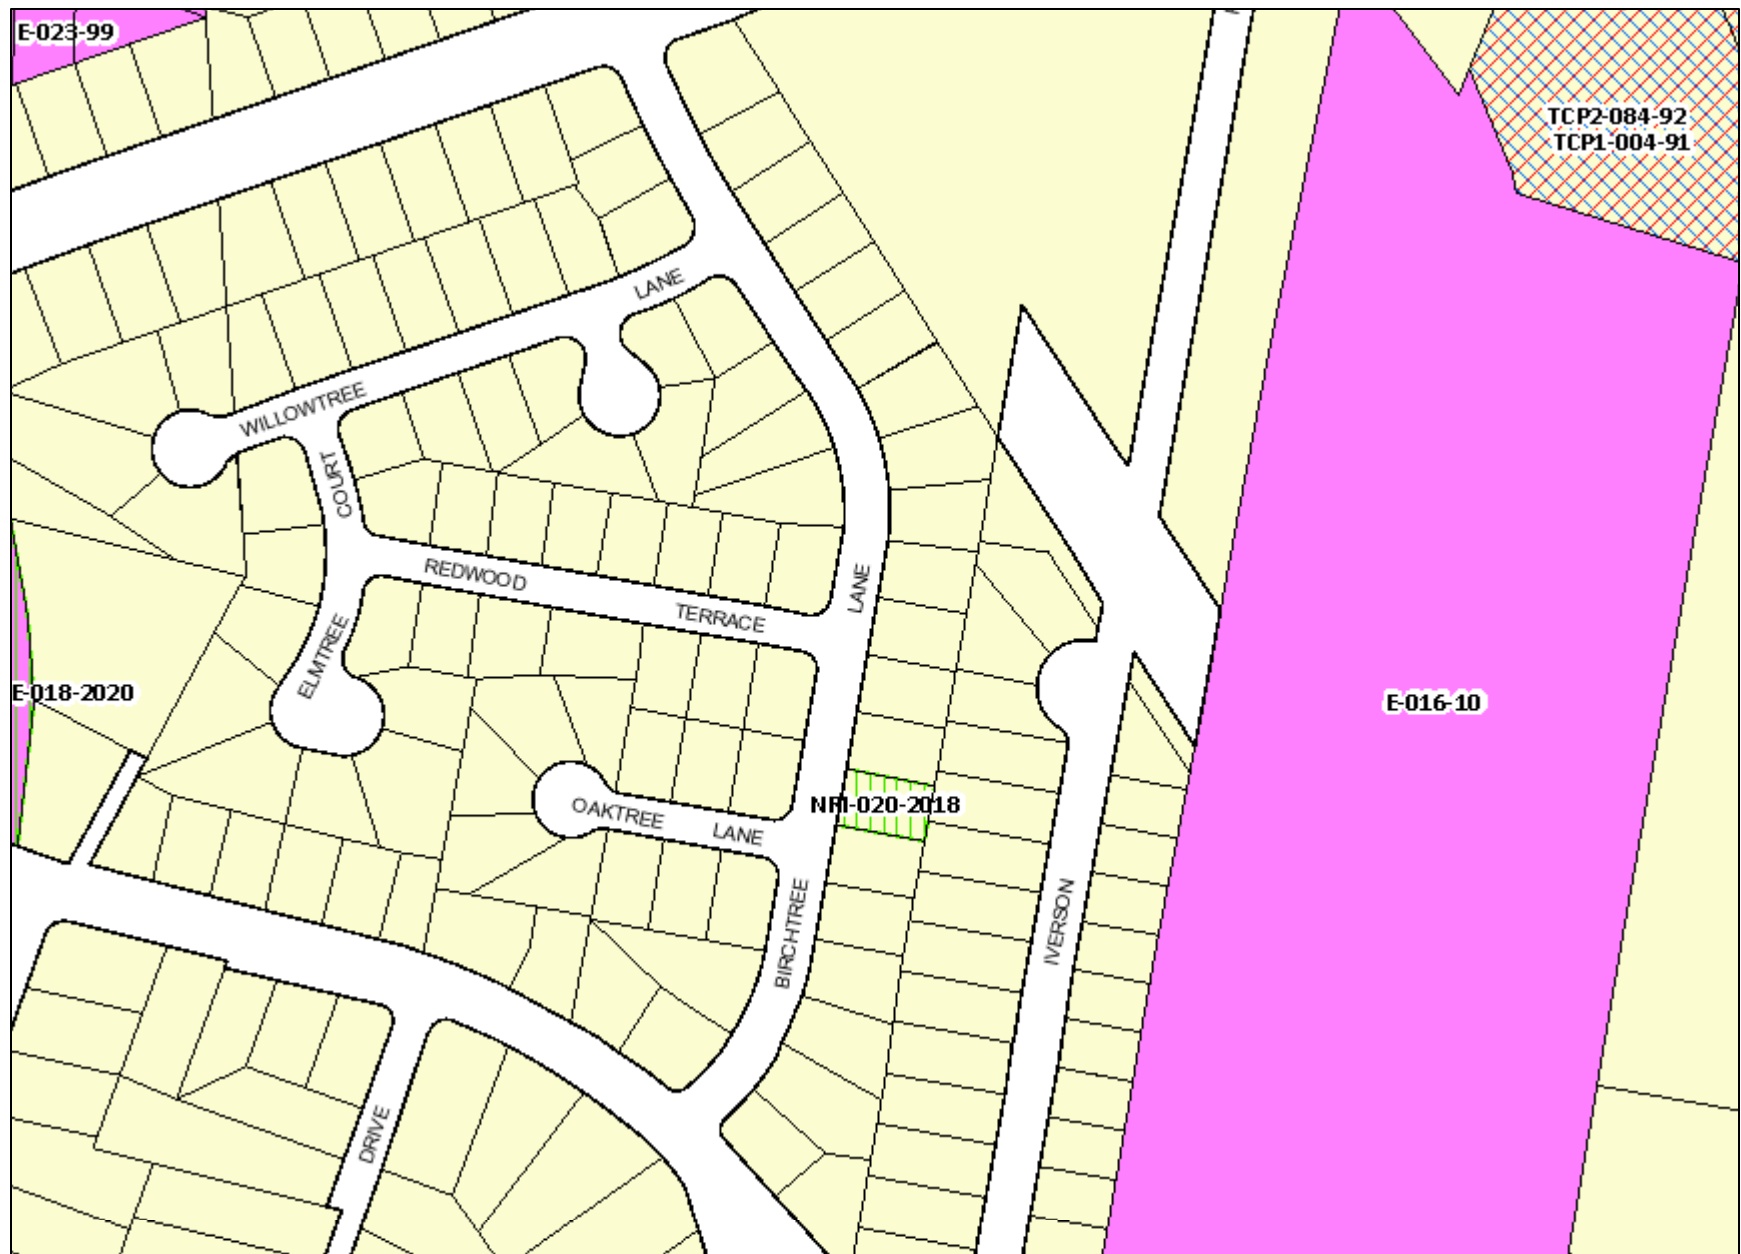 E-023-99
TCP2-084-92
TCP1-004-91
LANE
WILLOWTREE
COURT
REDWOOD
TERRACE
LANE
ELMTREE
E-018-2020
E-016-10
NRI-020-2018
OAKTREE
LANE
BIRCHTREE
IVERSON
DRIVE